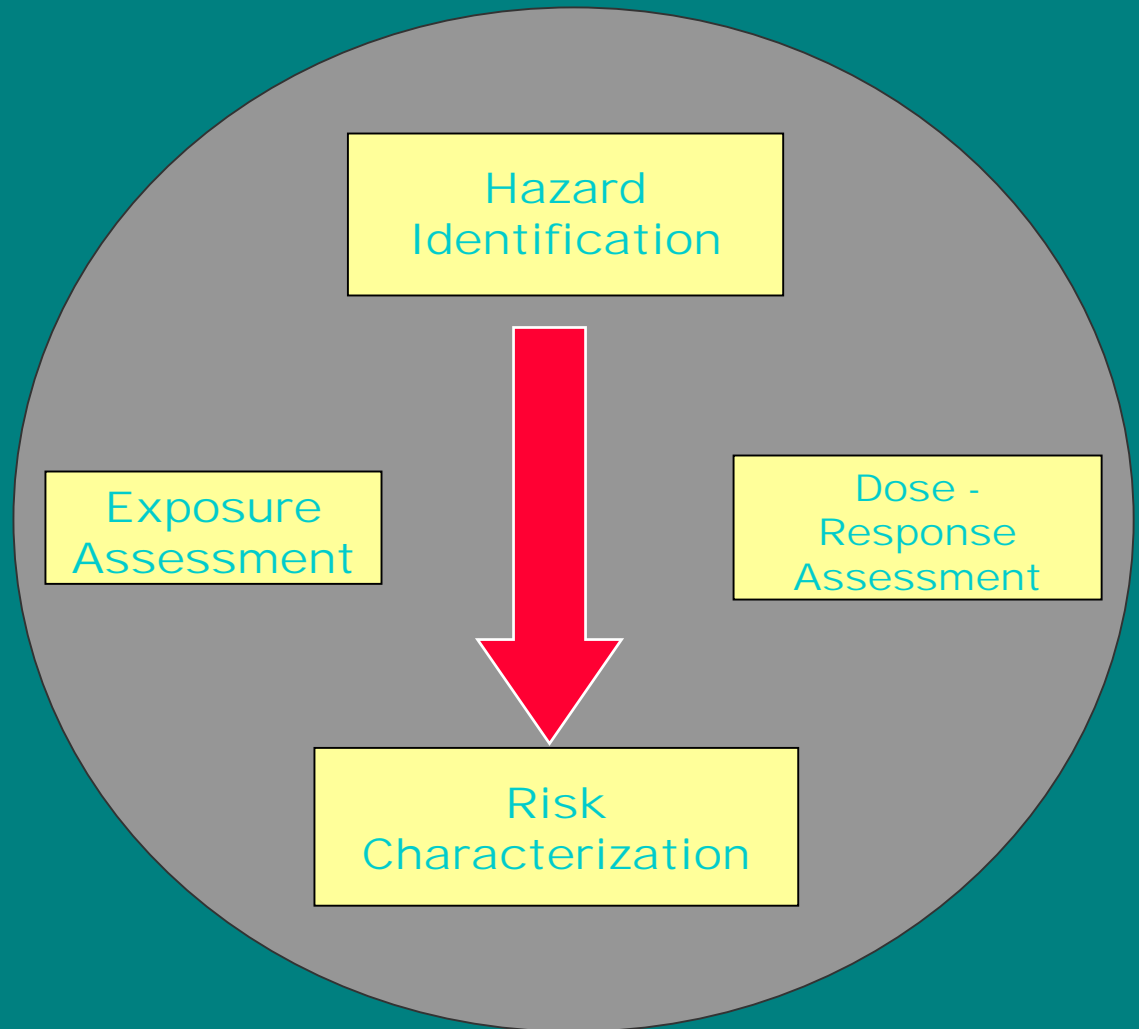 Hazard
Identification
Exposure
Assessment
Dose -
Response
Assessment
Risk
Characterization